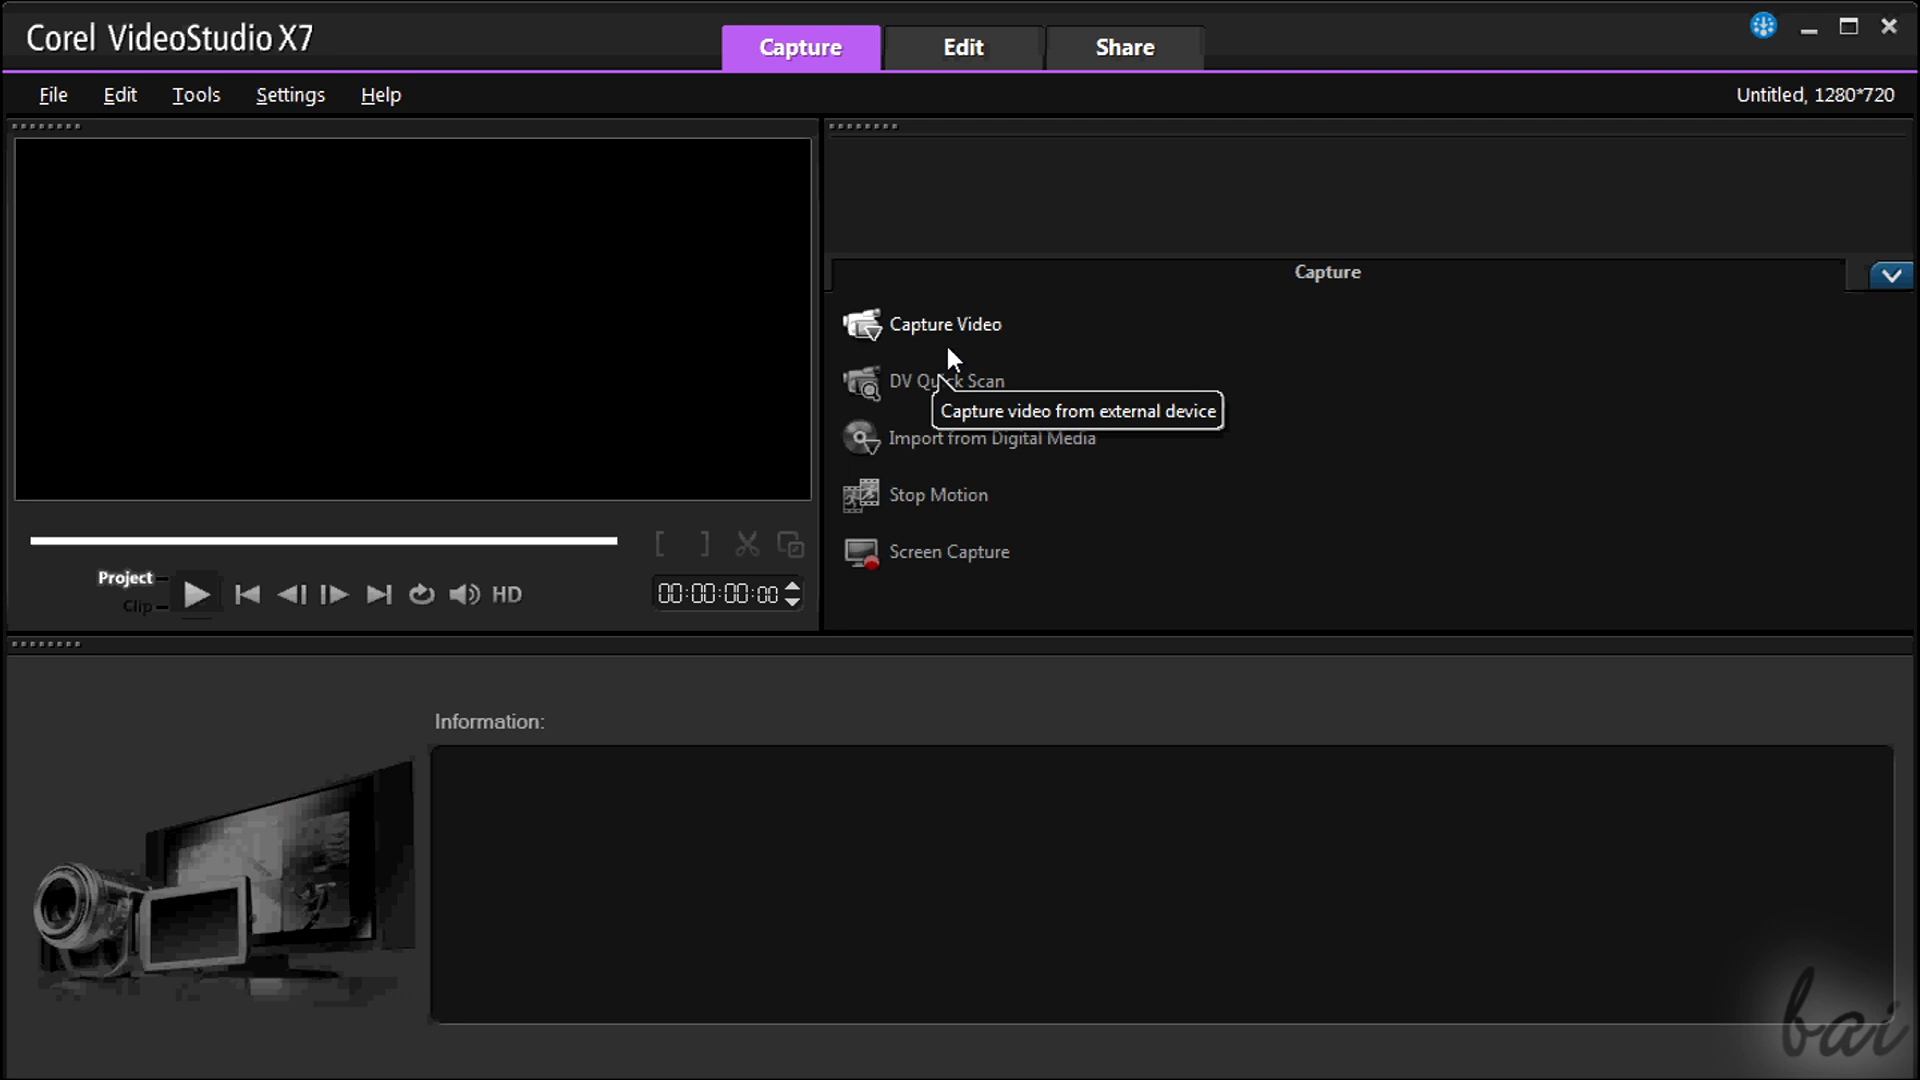 Corel VideoStudio X7
Capture
Edit
Share
File
Edit
Tools
Settings
Help
Untitled, 1280*720
Capture
Capture Video
DV Quick Scan
Capture video from external device
Import from Digital Media
Stop Motion
Screen Capture
Project
Clip
HD
00:00:00:00
Information:
bai